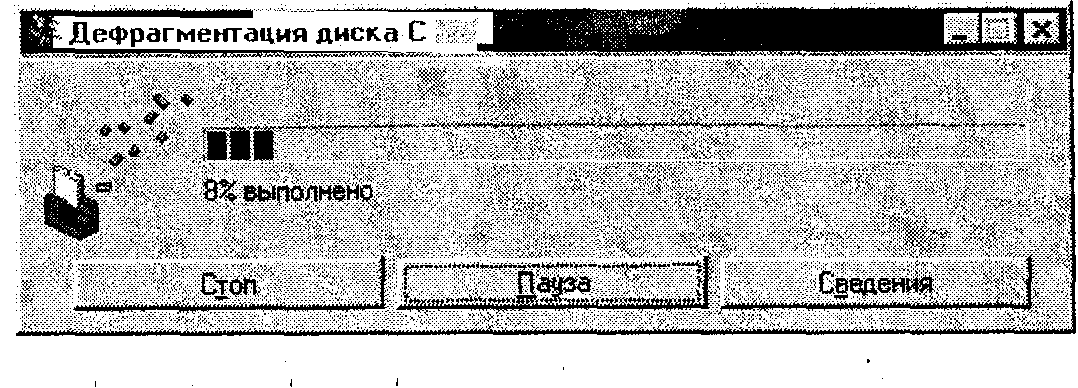 Дефрагментация диска C
8% выполнено
Стоп Пауза Сведения